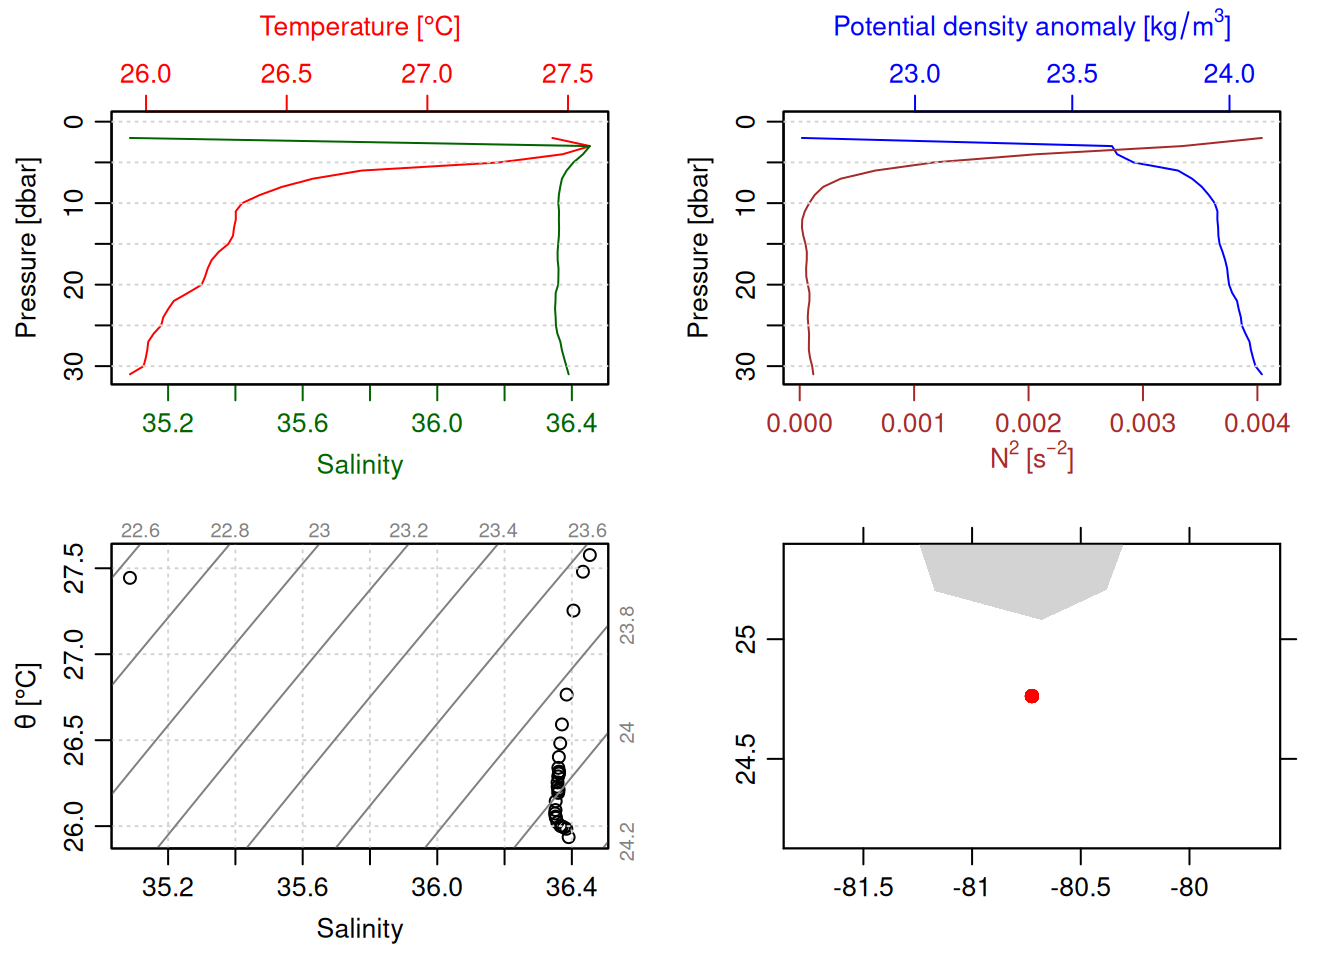 Temperature [°C]
26.0 26.5 27.0 27.5
0
10
20
30
Pressure [dbar]
35.2 35.6 36.0 36.4
Salinity
Potential density anomaly [kg/m³]
23.0 23.5 24.0
0
10
20
30
Pressure [dbar]
0.000 0.001 0.002 0.003 0.004
N² [s⁻²]
22.6 22.8 23 23.2 23.4 23.6
23.8
24
24.2
27.5
27.0
26.5
26.0
θ [°C]
35.2 35.6 36.0 36.4
Salinity
25
24.5
-81.5 -81 -80.5 -80